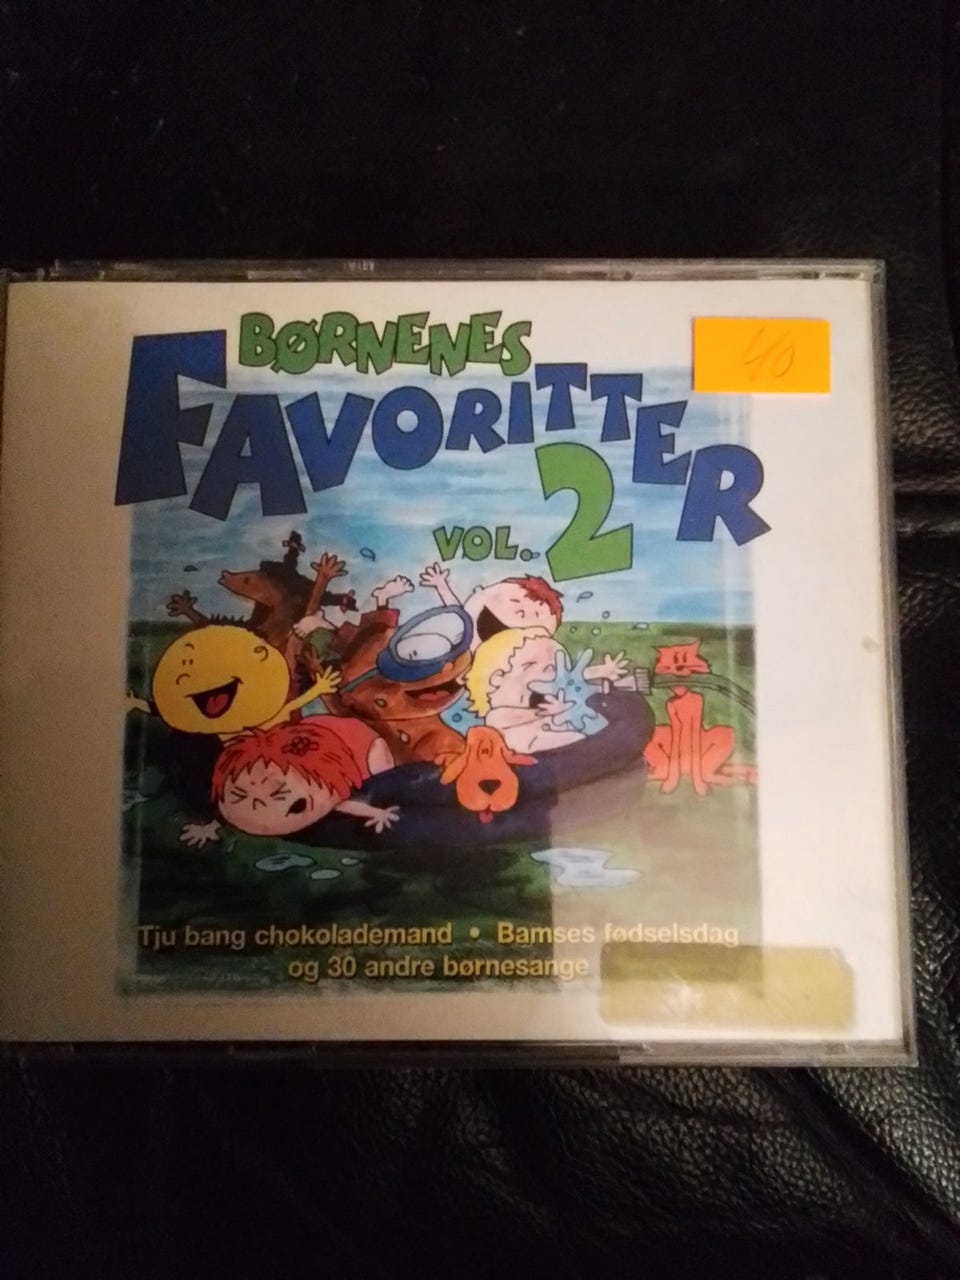 BØRNENES
FAVORITTER
VOL. 2
40
Tju bang chokolademand • Bamses fødselsdag
og 30 andre børnesange